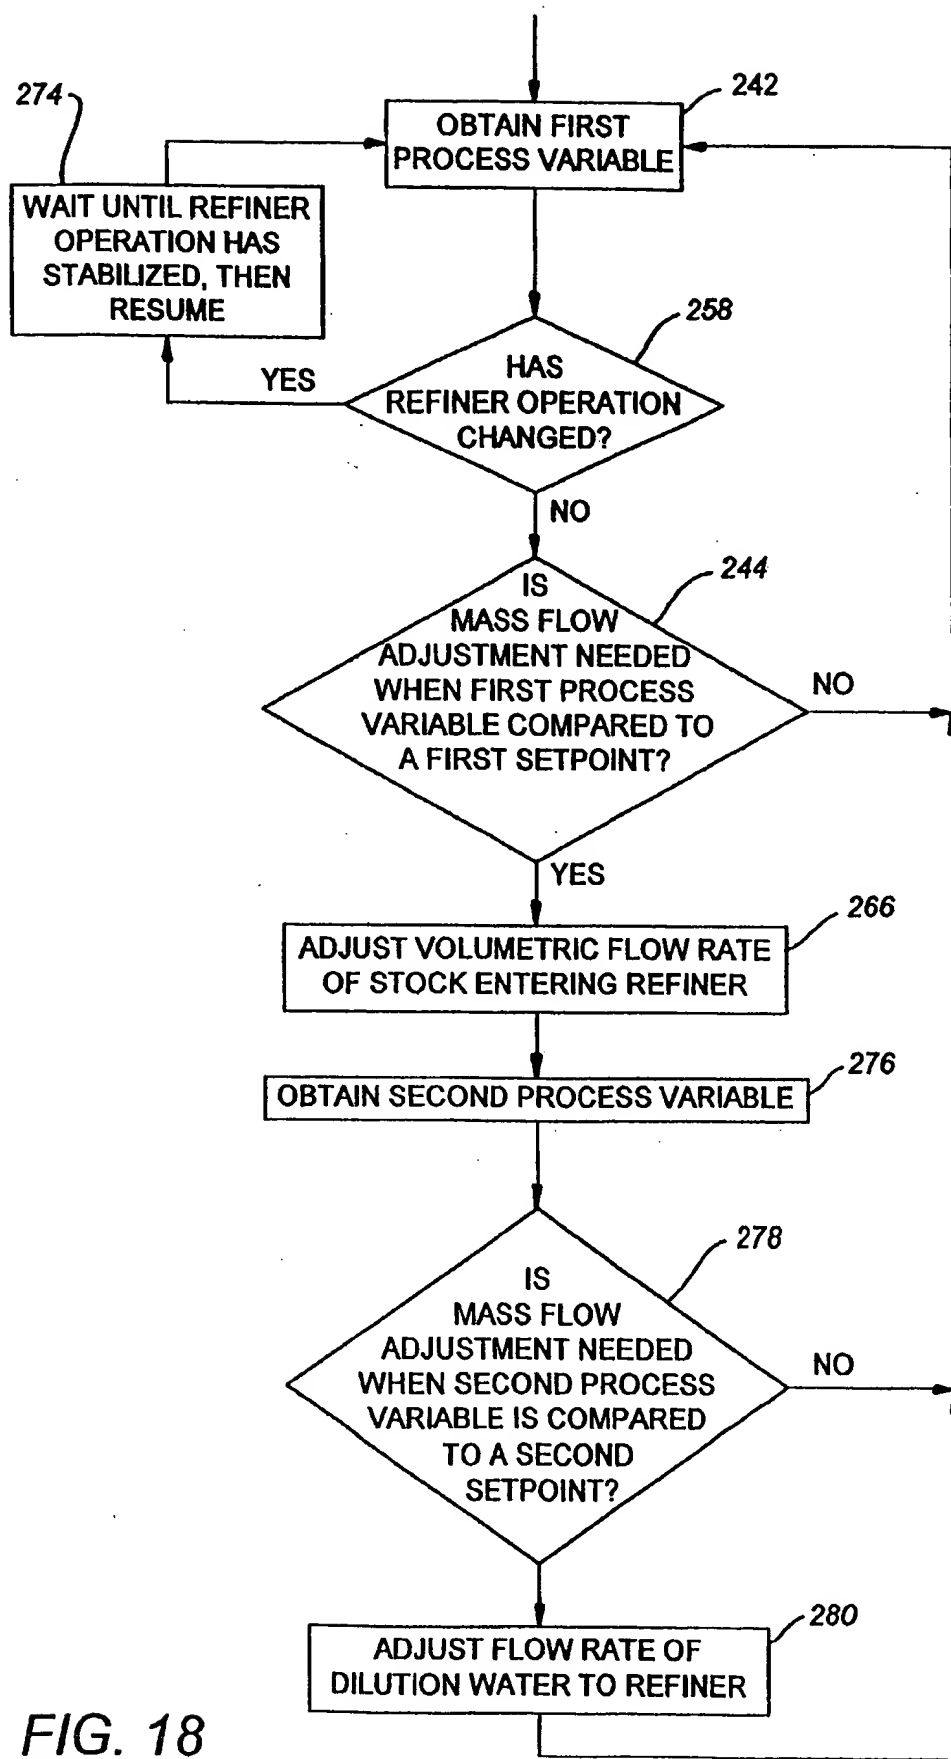 274
242
OBTAIN FIRST
PROCESS VARIABLE
WAIT UNTIL REFINER
OPERATION HAS
STABILIZED, THEN
RESUME
258
YES
HAS
REFINER OPERATION
CHANGED?
NO
244
IS
MASS FLOW
ADJUSTMENT NEEDED
WHEN FIRST PROCESS
VARIABLE COMPARED TO
A FIRST SETPOINT?
NO
YES
266
ADJUST VOLUMETRIC FLOW RATE
OF STOCK ENTERING REFINER
276
OBTAIN SECOND PROCESS VARIABLE
278
IS
MASS FLOW
ADJUSTMENT NEEDED
WHEN SECOND PROCESS
VARIABLE IS COMPARED
TO A SECOND
SETPOINT?
NO
280
ADJUST FLOW RATE OF
DILUTION WATER TO REFINER
FIG. 18